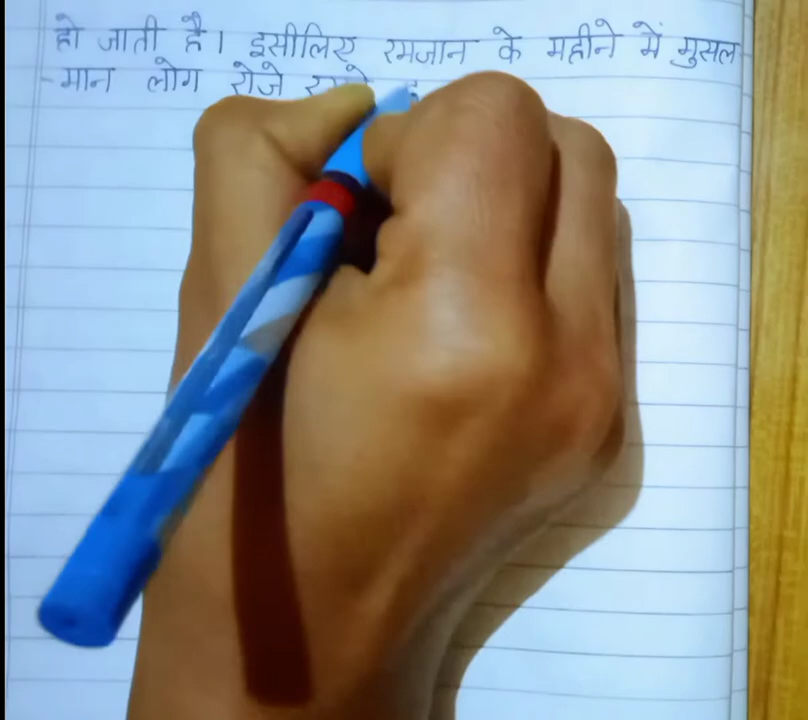 हो जाती है। इसीलिए रमजान के महीने में मुसल
-मान लोग रोजे